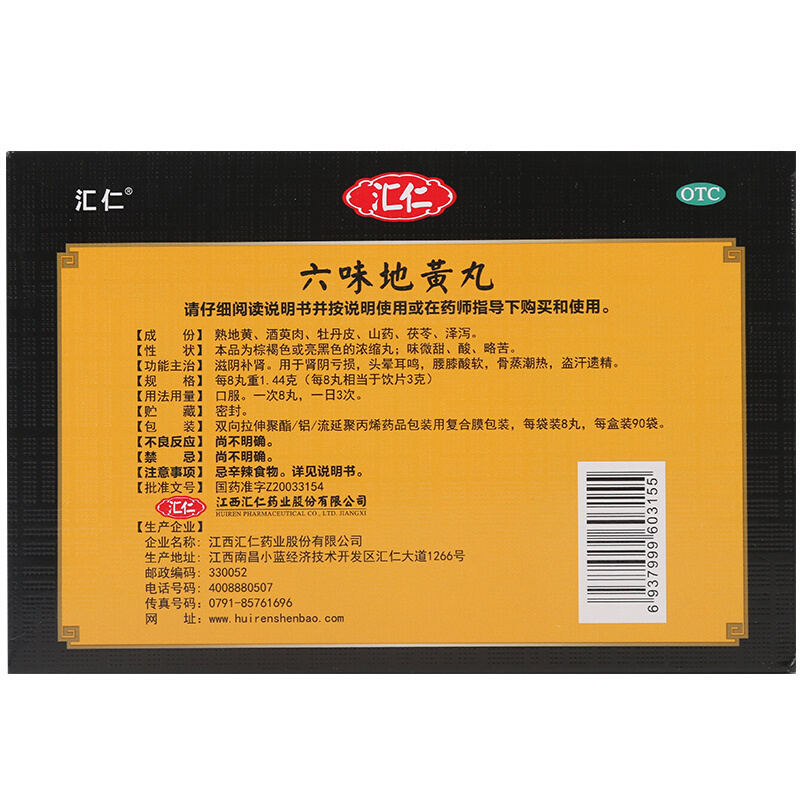 汇仁®
汇仁
OTC
六味地黄丸
请仔细阅读说明书并按说明使用或在药师指导下购买和使用。
【成 份】熟地黄、酒萸肉、牡丹皮、山药、茯苓、泽泻。
【性 状】本品为棕褐色或亮黑色的浓缩丸；味微甜、酸、略苦。
【功能主治】滋阴补肾。用于肾阴亏损，头晕耳鸣，腰膝酸软，骨蒸潮热，盗汗遗精。
【规 格】每8丸重1.44克（每8丸相当于饮片3克）
【用法用量】口服。一次8丸，一日3次。
【贮 藏】密封。
【包 装】双向拉伸聚酯/铝/流延聚丙烯药品包装用复合膜包装，每袋装8丸，每盒装90袋。
【不良反应】尚不明确。
【禁 忌】尚不明确。
【注意事项】忌辛辣食物。详见说明书。
【批准文号】国药准字Z20033154
汇仁 江西汇仁药业股份有限公司
HUIREN PHARMACEUTICAL CO., LTD. JIANGXI
【生产企业】
企业名称：江西汇仁药业股份有限公司
生产地址：江西南昌小蓝经济技术开发区汇仁大道1266号
邮政编码：330052
电话号码：4008880507
传真号码：0791-85761696
网 址：www.huirenshenbao.com
6937999603155